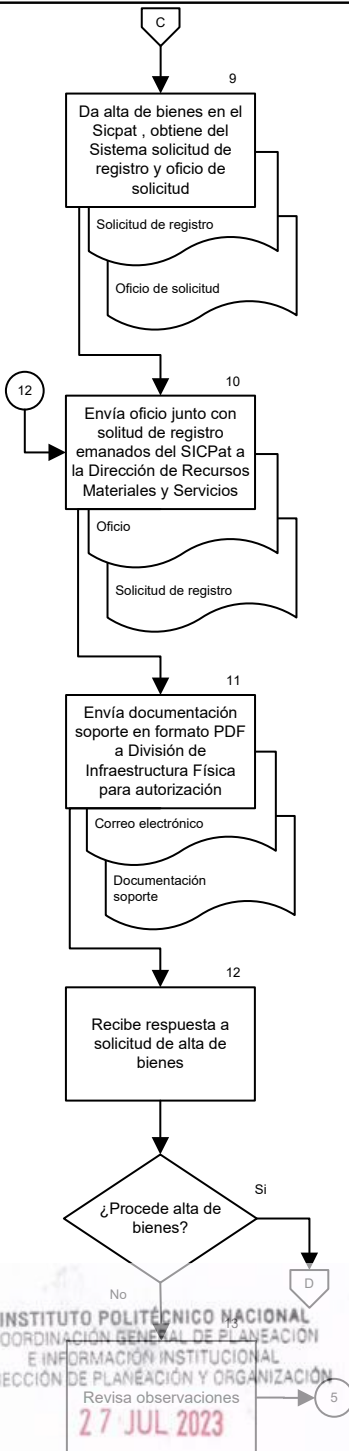 C
9
Da alta de bienes en el
Sicpat , obtiene del
Sistema solicitud de
registro y oficio de
solicitud
Solicitud de registro
Oficio de solicitud
12
10
Envía oficio junto con
solitud de registro
emanados del SICPat a
la Dirección de Recursos
Materiales y Servicios
Oficio
Solicitud de registro
11
Envía documentación
soporte en formato PDF
a División de
Infraestructura Física
para autorización
Correo electrónico
Documentación
soporte
12
Recibe respuesta a
solicitud de alta de
bienes
¿Procede alta de
bienes?
Si
D
No
13
INSTITUTO POLITÉCNICO NACIONAL
COORDINACIÓN GENERAL DE PLANEACIÓN
E INFORMACIÓN INSTITUCIONAL
DIRECCIÓN DE PLANEACIÓN Y ORGANIZACIÓN
Revisa observaciones
5
27 JUL 2023